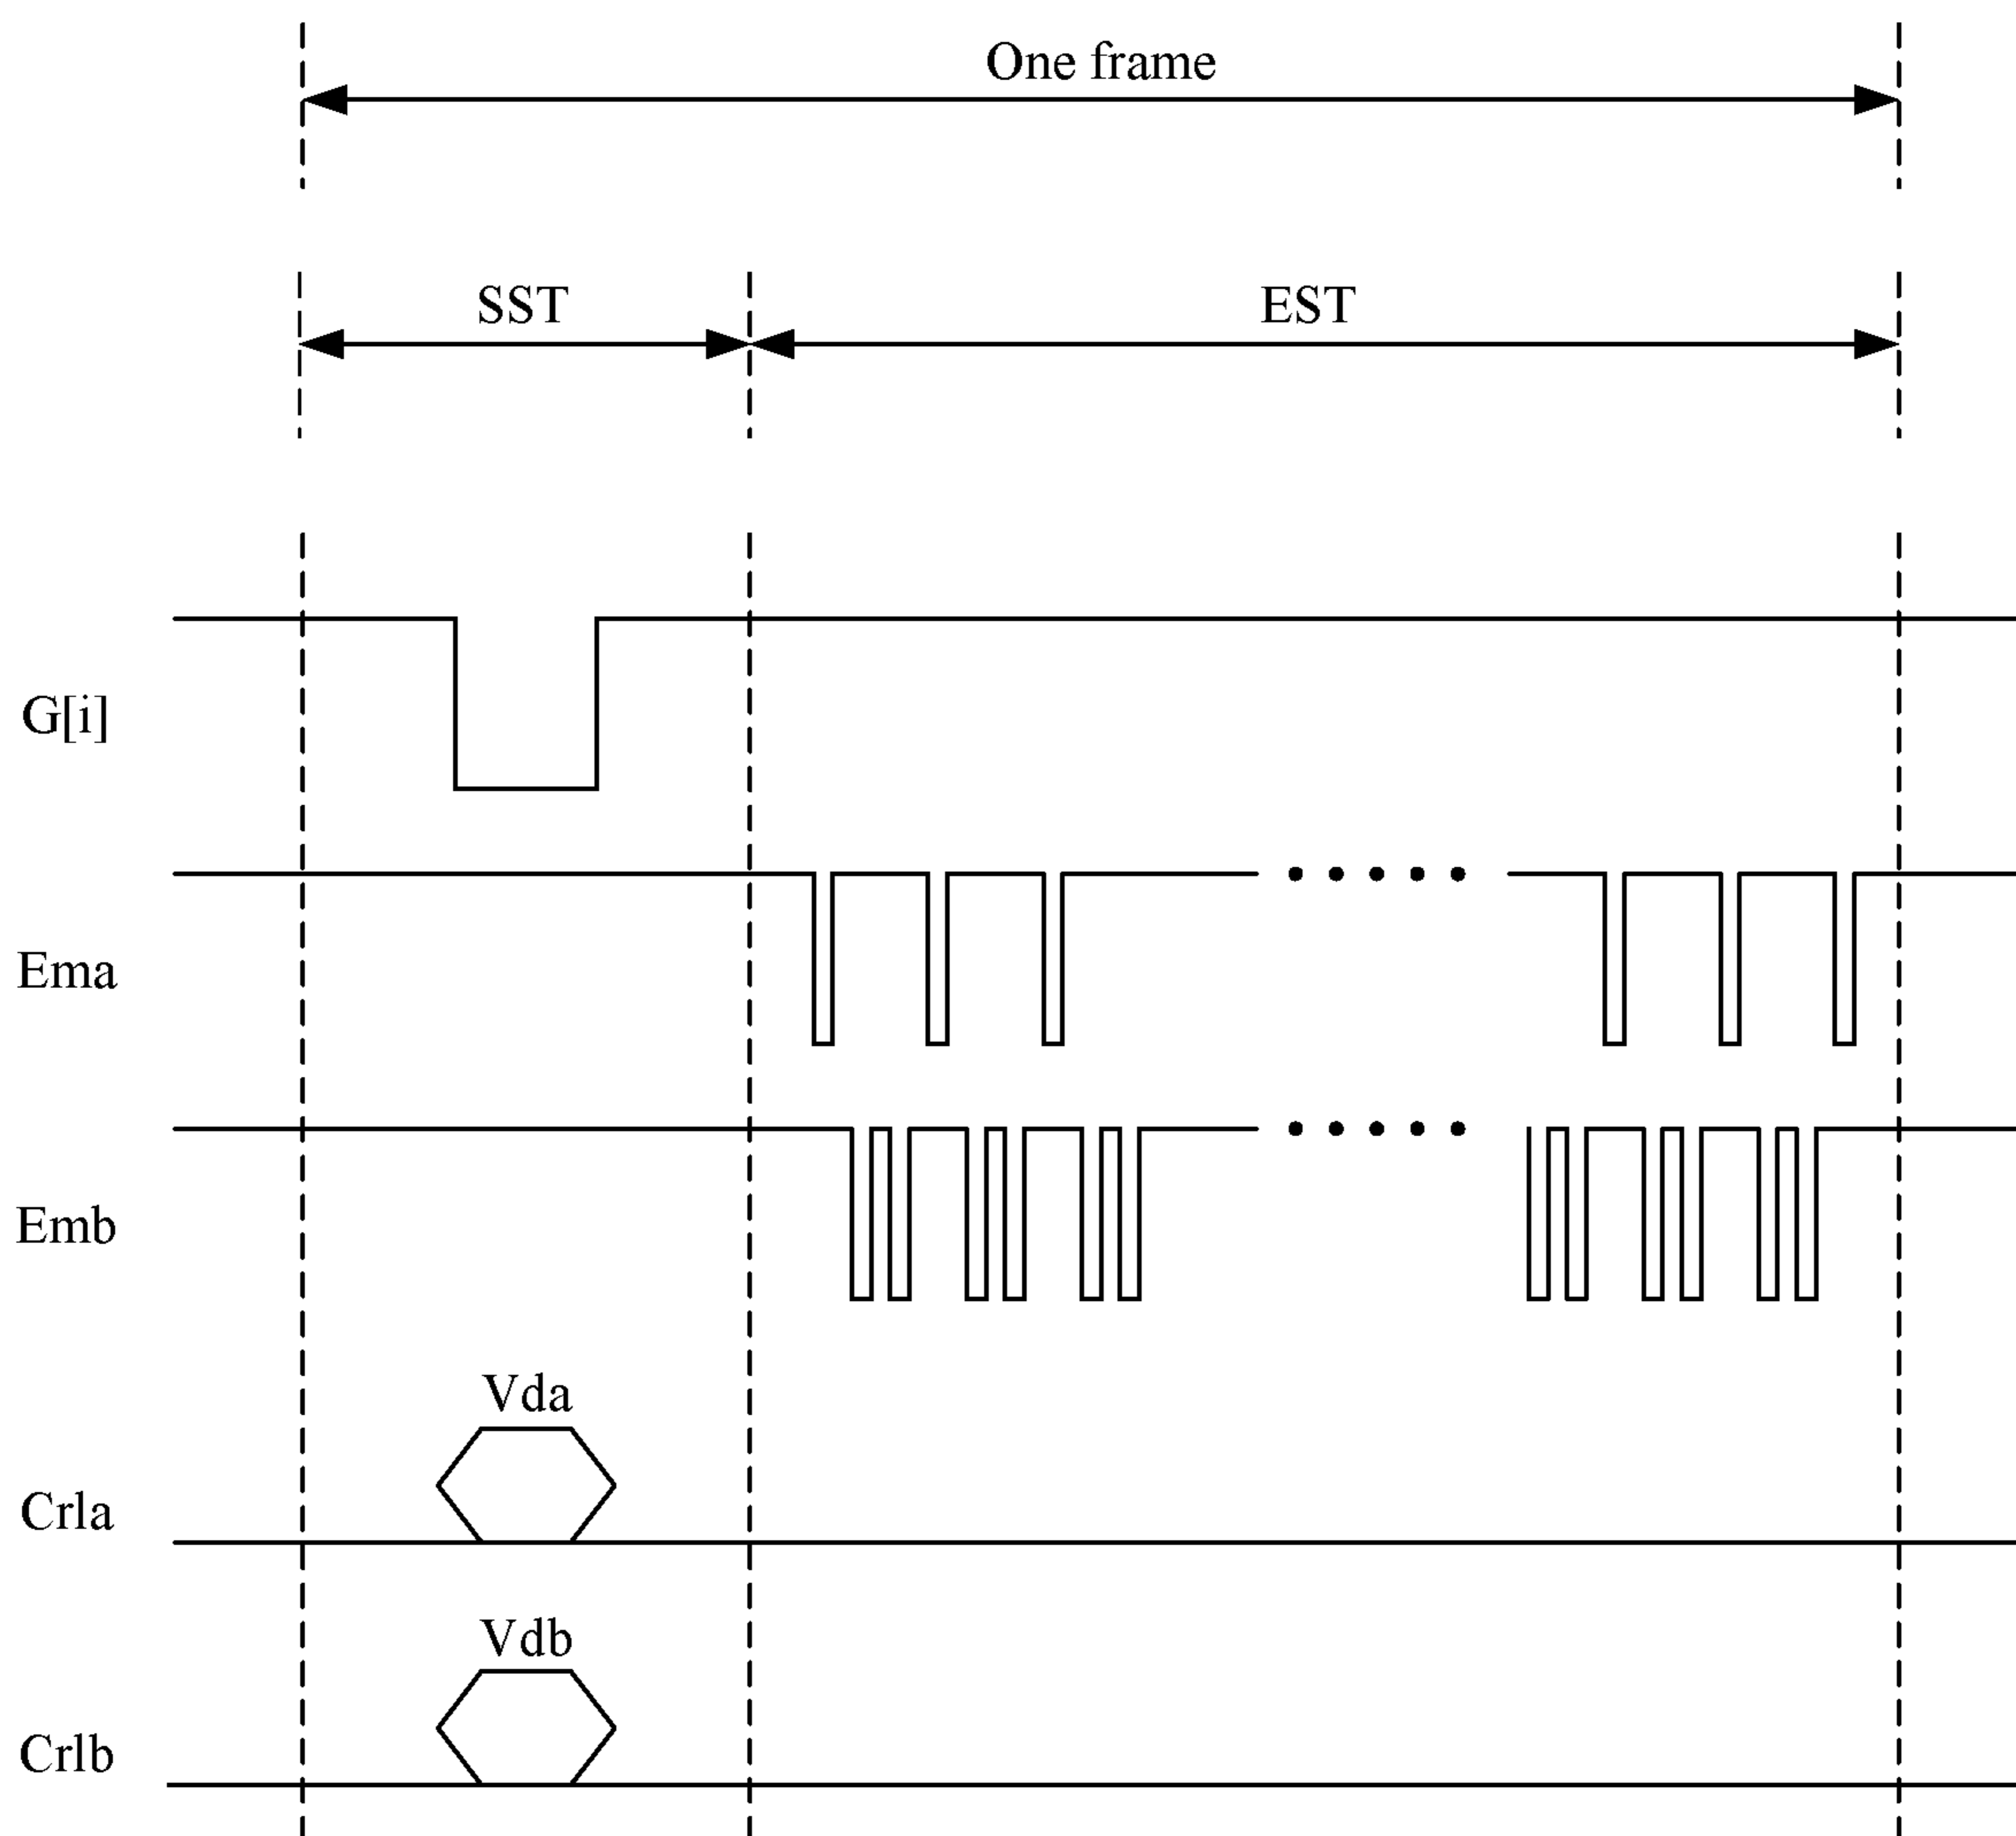 One frame
SST
EST
G[i]
Ema
Emb
Vda
Crla
Vdb
Crlb